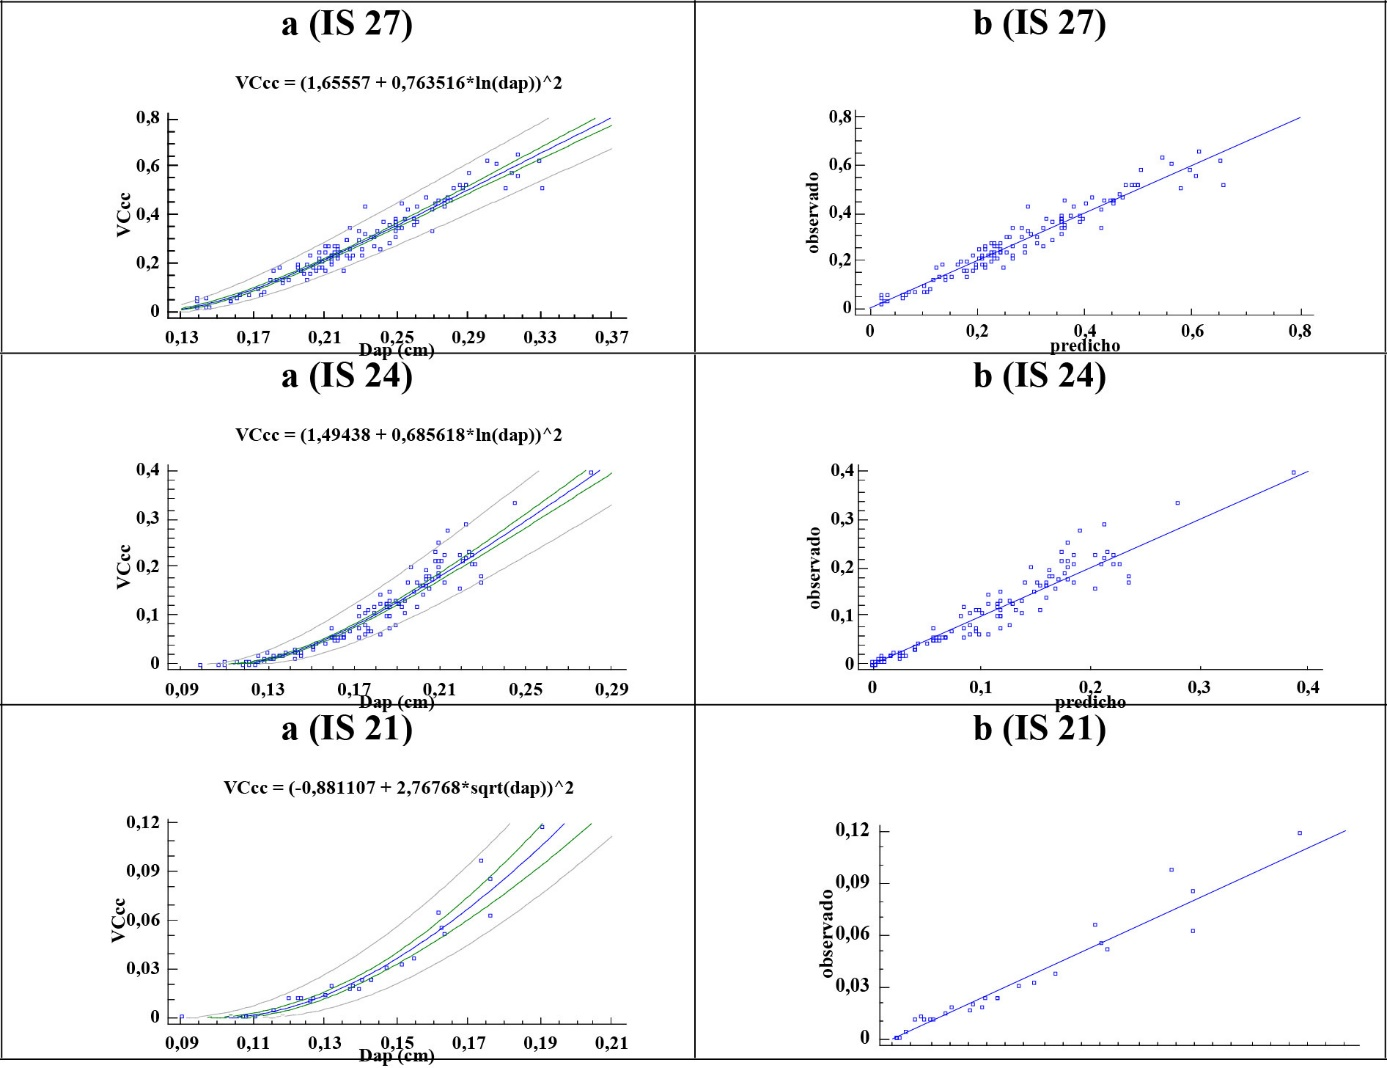 a (IS 27)
VCcc = (1,65557 + 0,763516*ln(dap))^2
VCcc
0,8
0,6
0,4
0,2
0
0,13 0,17 0,21 0,25 0,29 0,33 0,37
Dap (cm)
b (IS 27)
observado
0,8
0,6
0,4
0,2
0
0 0,2 0,4 0,6 0,8
predicho
a (IS 24)
VCcc = (1,49438 + 0,685618*ln(dap))^2
VCcc
0,4
0,3
0,2
0,1
0
0,09 0,13 0,17 0,21 0,25 0,29
Dap (cm)
b (IS 24)
observado
0,4
0,3
0,2
0,1
0
0 0,1 0,2 0,3 0,4
predicho
a (IS 21)
VCcc = (-0,881107 + 2,76768*sqrt(dap))^2
VCcc
0,12
0,09
0,06
0,03
0
0,09 0,11 0,13 0,15 0,17 0,19 0,21
Dap (cm)
b (IS 21)
observado
0,12
0,09
0,06
0,03
0